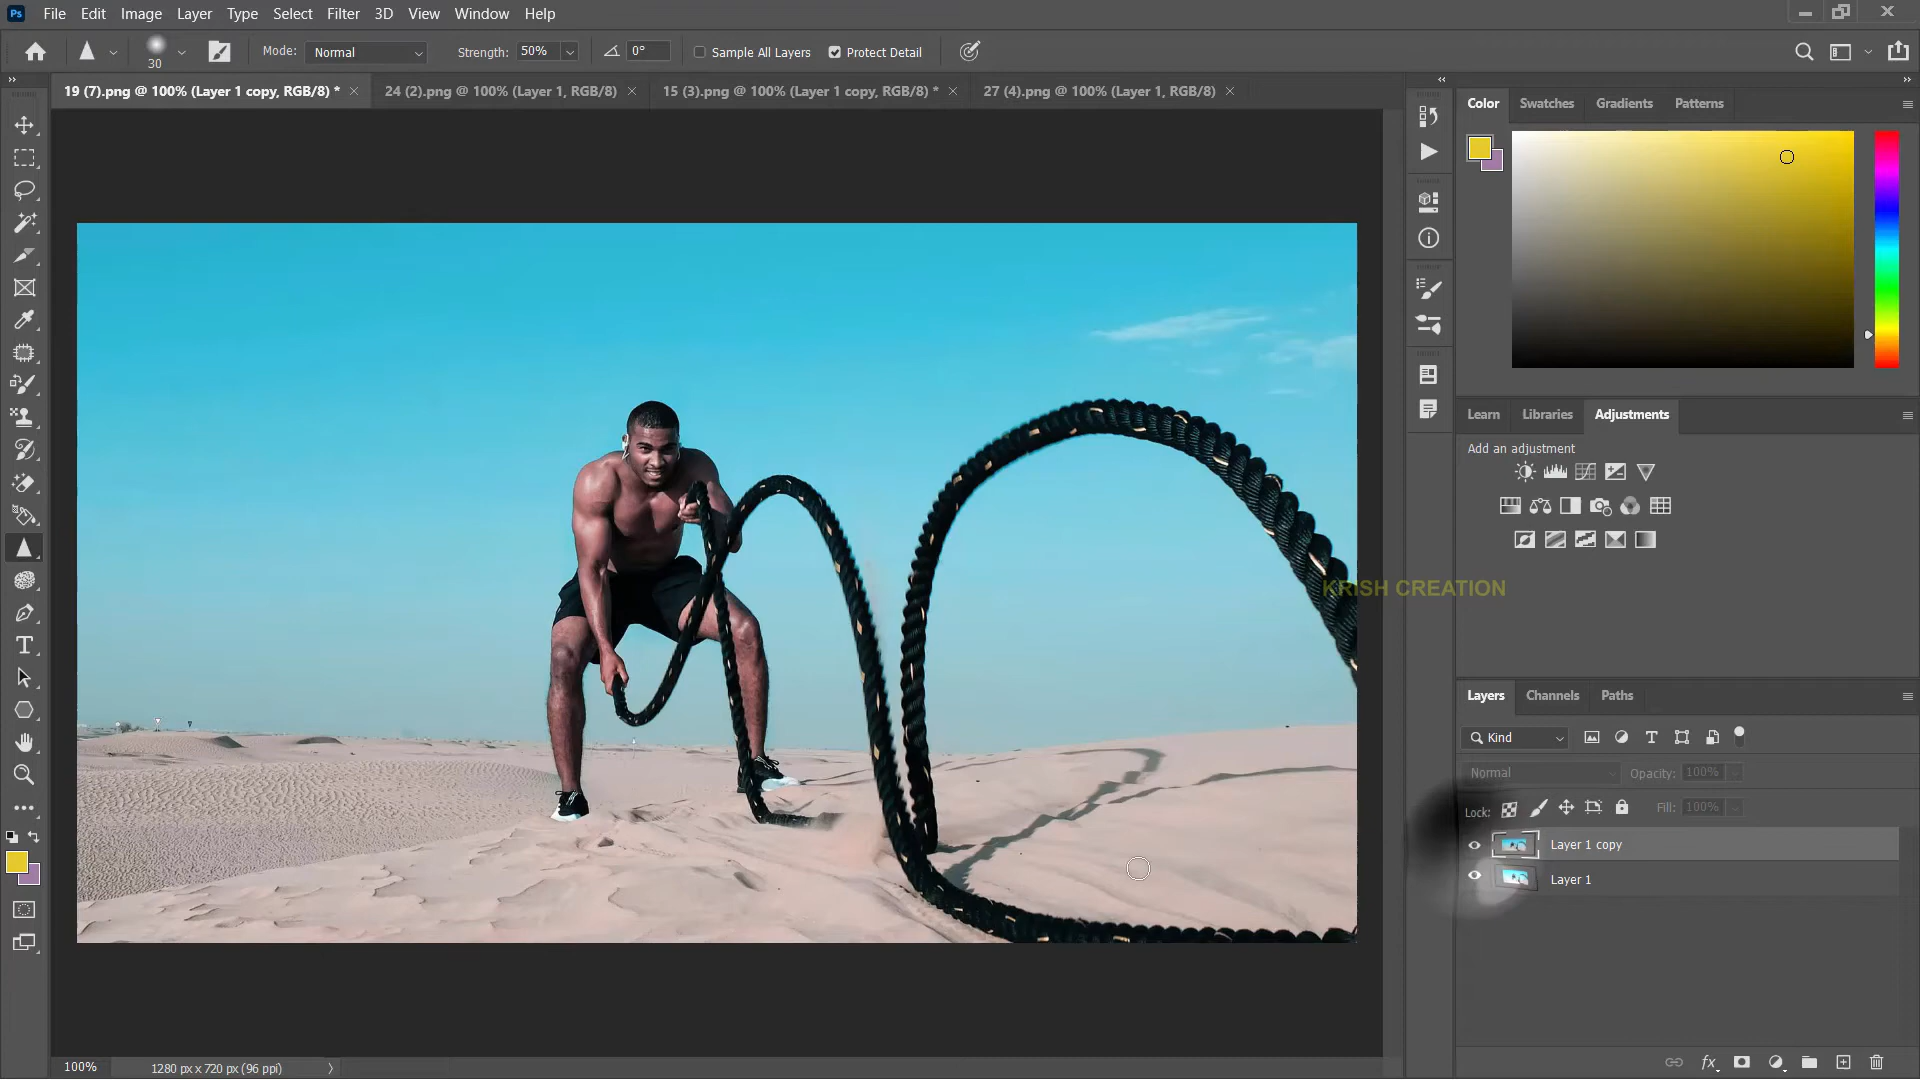 Ps File Edit Image Layer Type Select Filter 3D View Window Help
30 Mode: Normal Strength: 50% 0° Sample All Layers Protect Detail
19 (7).png @ 100% (Layer 1 copy, RGB/8) * 24 (2).png @ 100% (Layer 1, RGB/8) 15 (3).png @ 100% (Layer 1 copy, RGB/8) * 27 (4).png @ 100% (Layer 1, RGB/8)
Color Swatches Gradients Patterns
Learn Libraries Adjustments
Add an adjustment
KRISH CREATION
Layers Channels Paths
Kind
Normal Opacity: 100%
Lock: Fill: 100%
Layer 1 copy
Layer 1
100% 1280 px x 720 px (96 ppi)